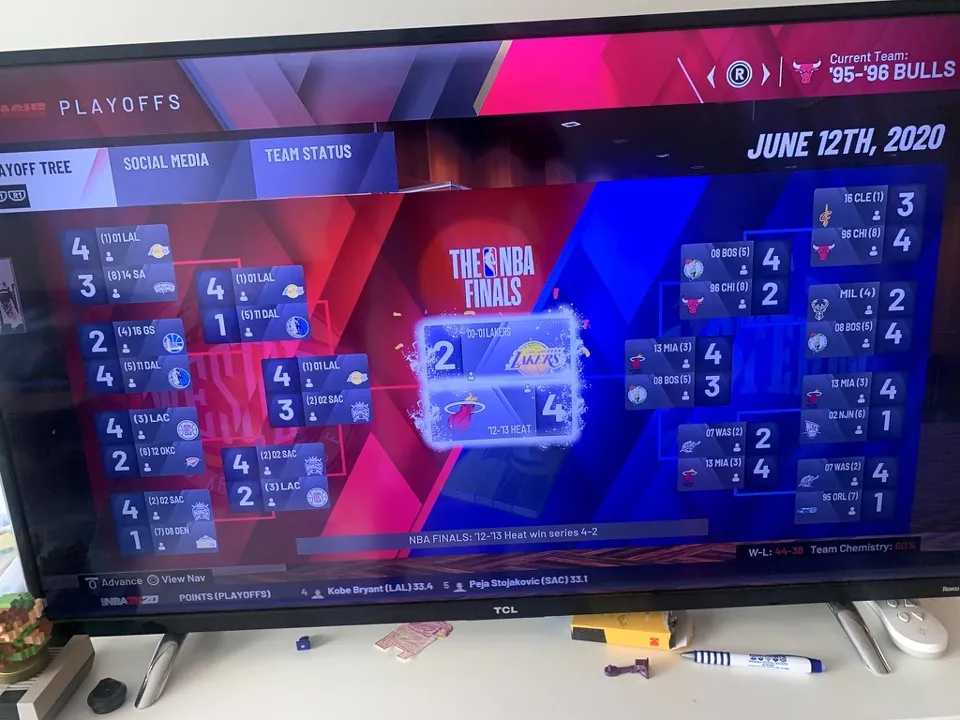 PLAYOFFS
Current Team:
'95-'96 BULLS
R
JUNE 12TH, 2020
AYOFF TREE
SOCIAL MEDIA
TEAM STATUS
R1
THE NBA
FINALS
4 (1) 01 LAL
3 (8) 14 SA
2 (4) 16 GS
4 (5) 11 DAL
4 (3) LAC
2 (6) 12 OKC
4 (2) 02 SAC
1 (7) 08 DEN
4 (1) 01 LAL
1 (5) 11 DAL
4 (2) 02 SAC
2 (3) LAC
4 (1) 01 LAL
3 (2) 02 SAC
2 '00-'01 LAKERS
LAKERS
4
'12-'13 HEAT
13 MIA (3) 4
08 BOS (5) 3
08 BOS (5) 4
96 CHI (8) 2
07 WAS (2) 2
13 MIA (3) 4
16 CLE (1) 3
96 CHI (8) 4
MIL (4) 2
08 BOS (5) 4
13 MIA (3) 4
02 NJN (6) 1
07 WAS (2) 4
95 ORL (7) 1
NBA FINALS: '12-'13 Heat win series 4-2
W-L: 44-38 Team Chemistry: 80%
Advance View Nav
NBA 2K20 POINTS (PLAYOFFS) 4 Kobe Bryant (LAL) 33.4 5 Peja Stojakovic (SAC) 33.1
TCL
Roku
Kodak